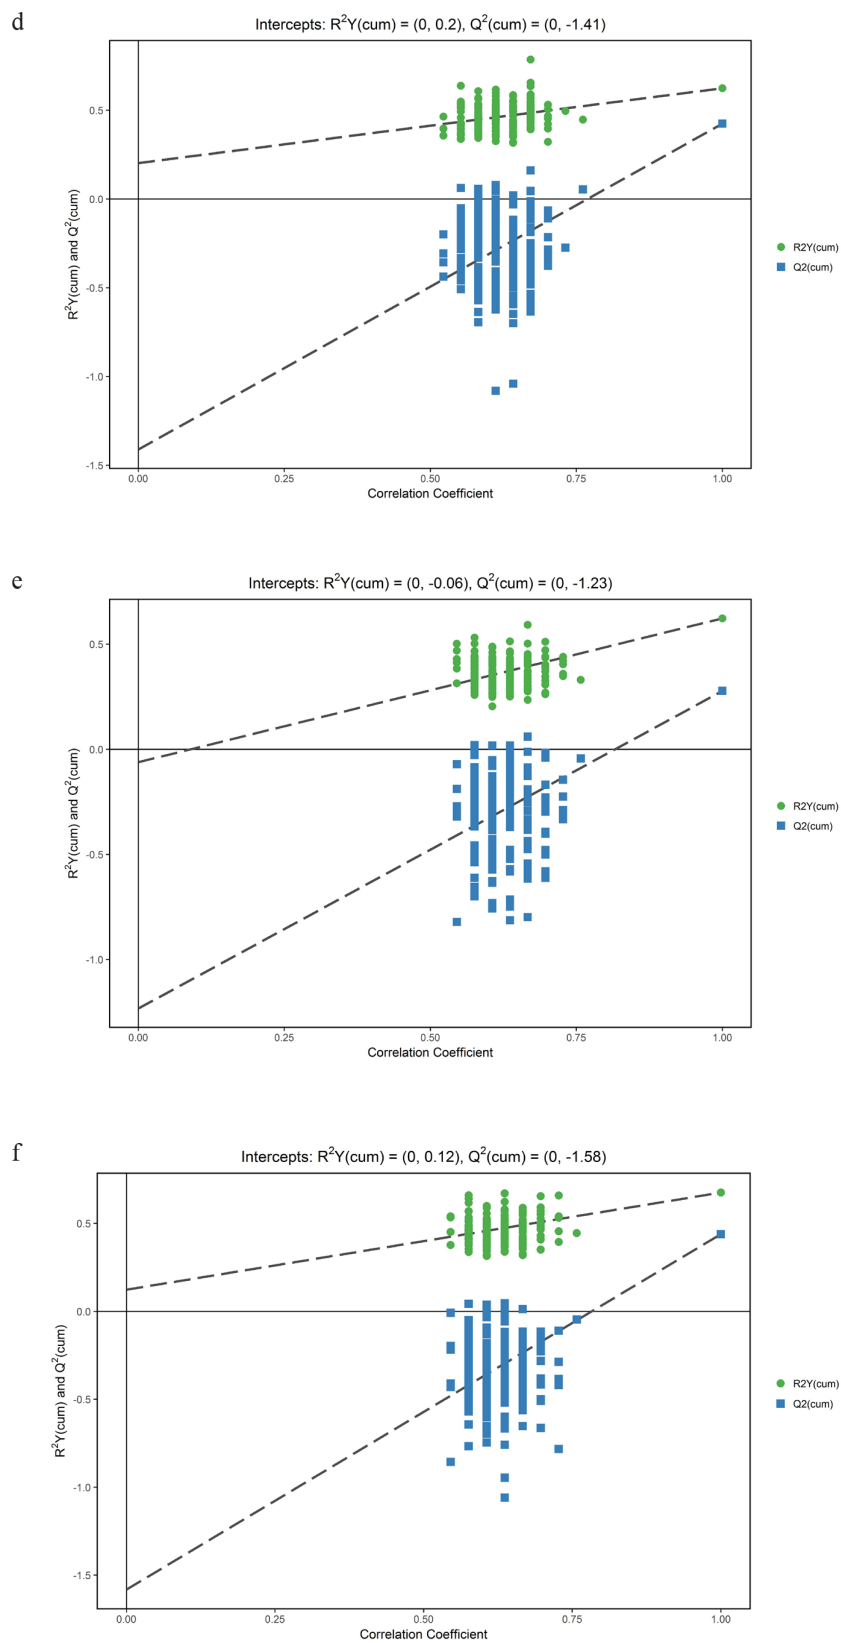 d
Intercepts: R²Y(cum) = (0, 0.2), Q²(cum) = (0, -1.41)
R²Y(cum) and Q²(cum)
0.5
0.0
-0.5
-1.0
-1.5
0.00 0.25 0.50 0.75 1.00
Correlation Coefficient
R2Y(cum)
Q2(cum)
e
Intercepts: R²Y(cum) = (0, -0.06), Q²(cum) = (0, -1.23)
R²Y(cum) and Q²(cum)
0.5
0.0
-0.5
-1.0
0.00 0.25 0.50 0.75 1.00
Correlation Coefficient
R2Y(cum)
Q2(cum)
f
Intercepts: R²Y(cum) = (0, 0.12), Q²(cum) = (0, -1.58)
R²Y(cum) and Q²(cum)
0.5
0.0
-0.5
-1.0
-1.5
0.00 0.25 0.50 0.75 1.00
Correlation Coefficient
R2Y(cum)
Q2(cum)